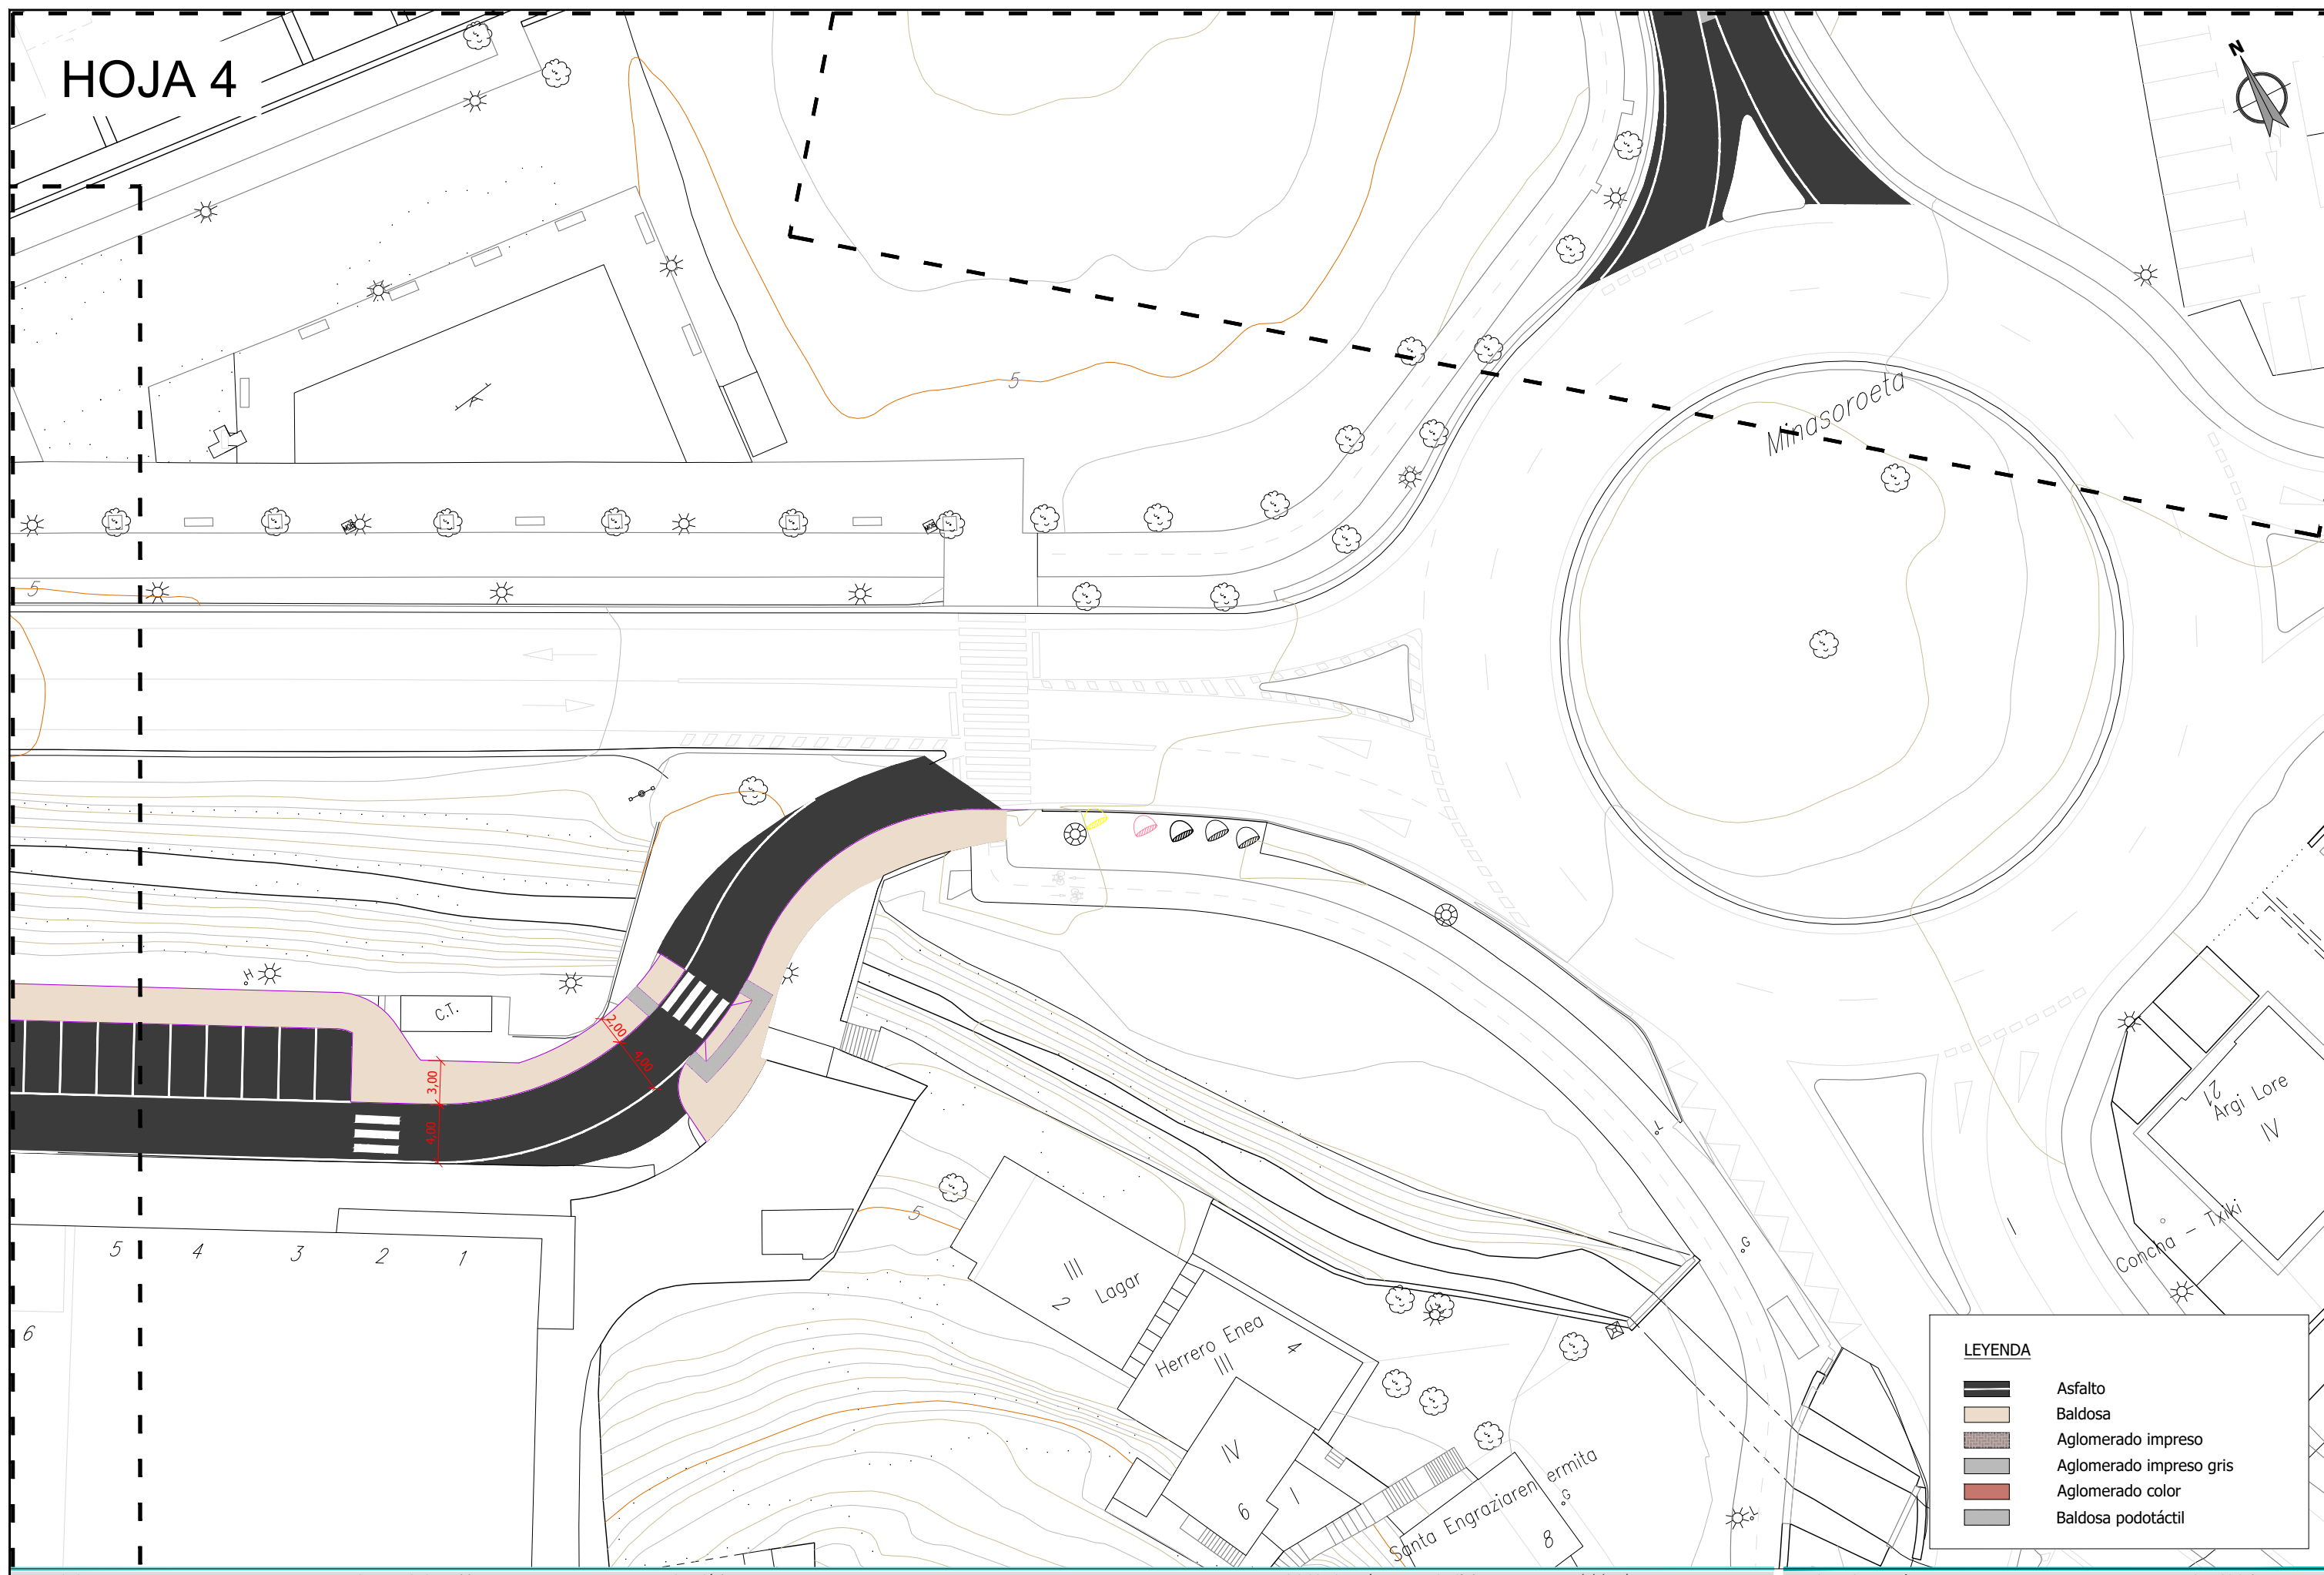 HOJA 4
N
5
Minasoroeta
5
H
C.T.
2,00
4,00
3,00
4,00
L
L
21
Argi Lore
IV
5
4
3
2
1
6
5
G
Concha - Txiki
III
2
Lagar
Herrero Enea
III
4
IV
6
I
Santa Engraziaren ermita
G
8
L
LEYENDA
Asfalto
Baldosa
Aglomerado impreso
Aglomerado impreso gris
Aglomerado color
Baldosa podotáctil